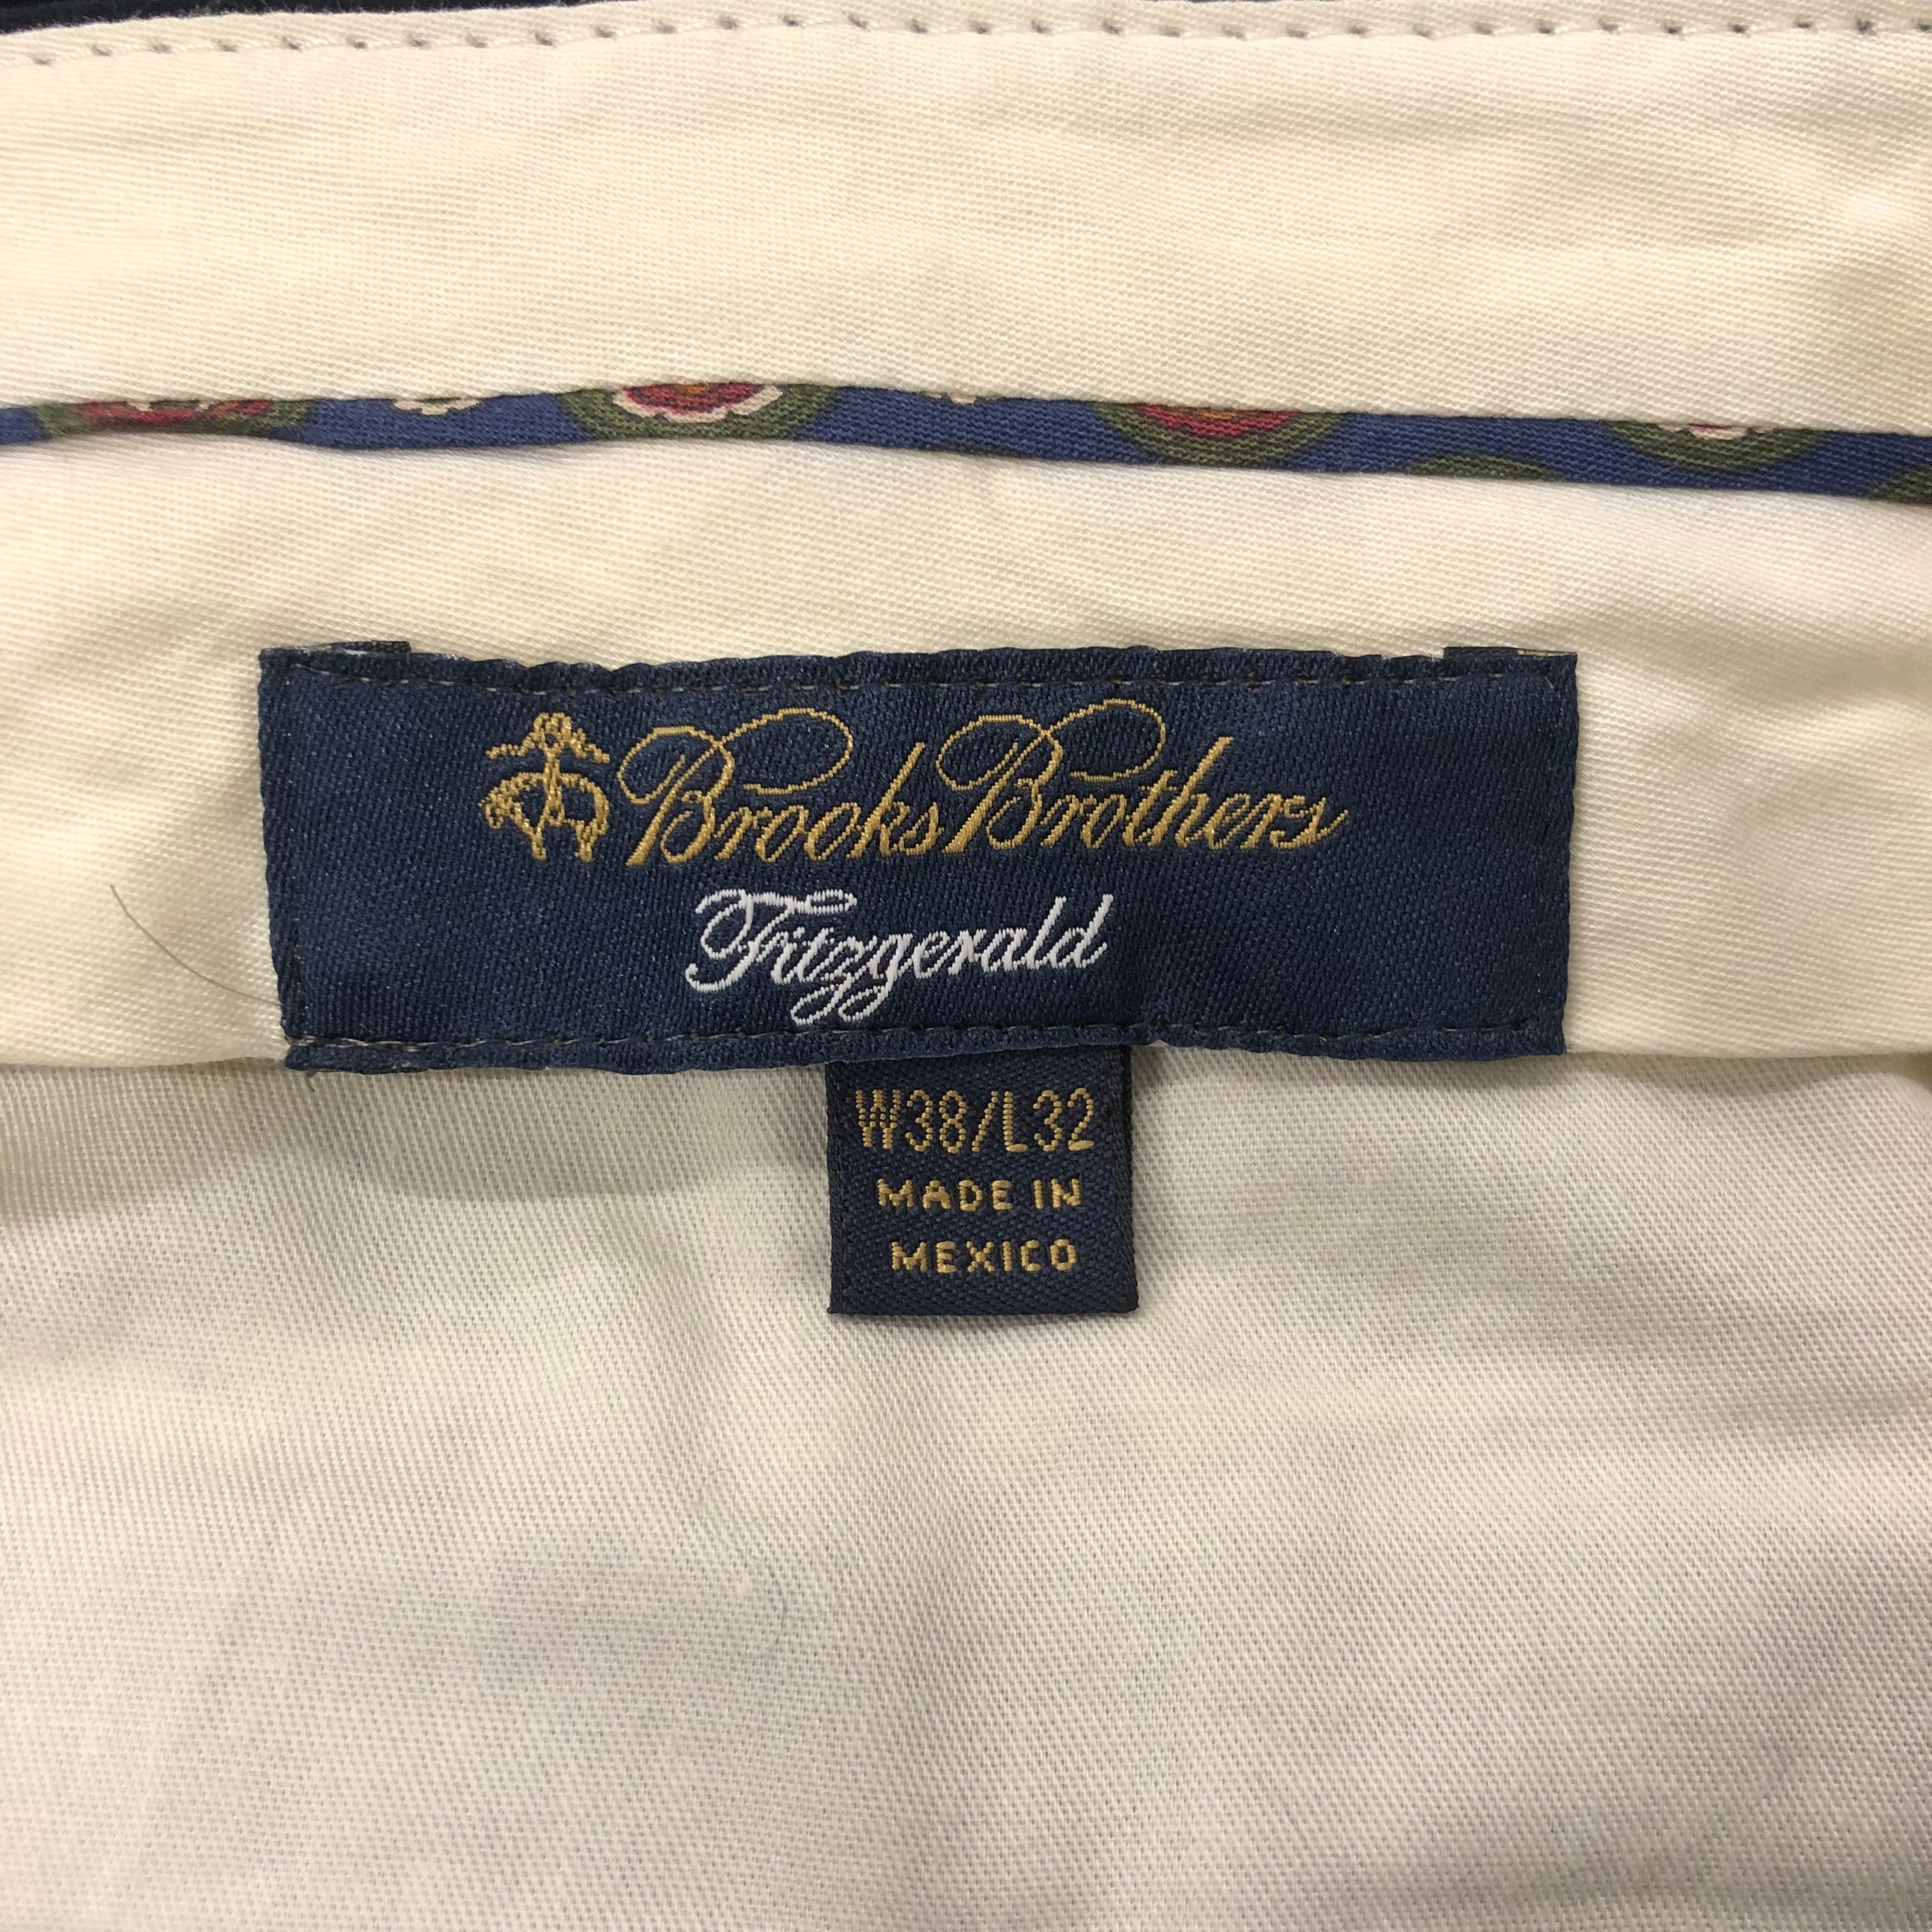 Brooks Brothers
Fitzgerald
W38/L32
MADE IN
MEXICO